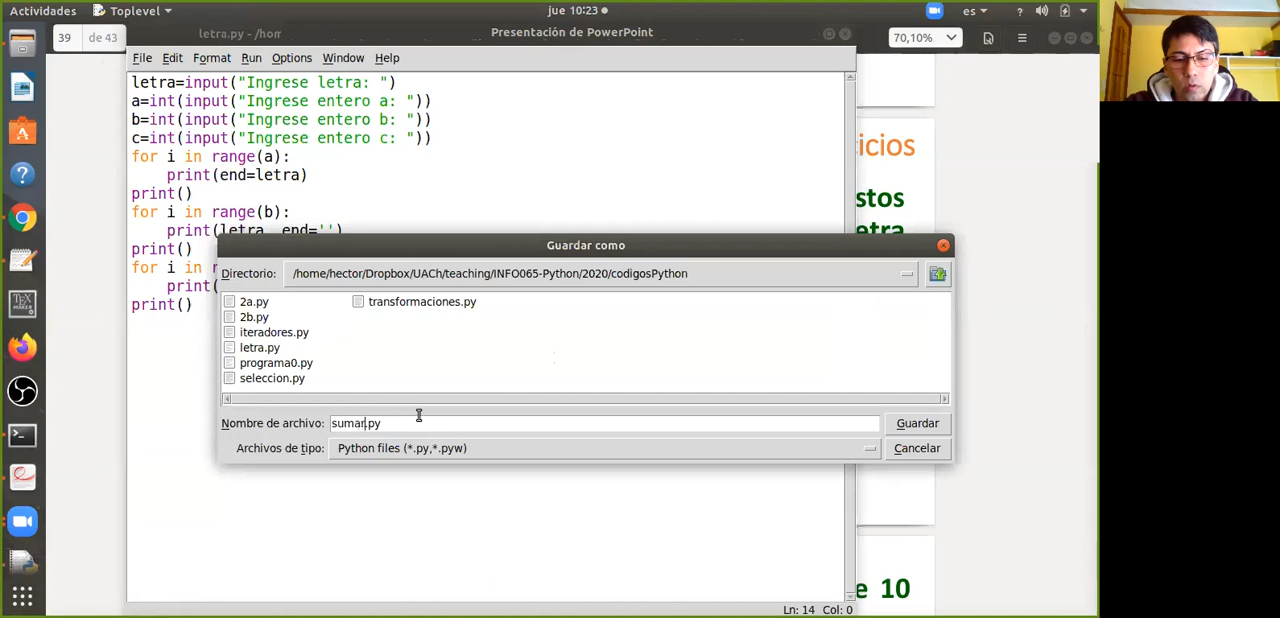 Actividades Toplevel jue 10:23 es ?
39 de 43 letra.py - /hom Presentación de PowerPoint 70,10%
File Edit Format Run Options Window Help
letra=input("Ingrese letra: ")
a=int(input("Ingrese entero a: "))
b=int(input("Ingrese entero b: "))
c=int(input("Ingrese entero c: "))
for i in range(a):
print(end=letra)
print()
for i in range(b):
print(letra, end='')
print()
for i in r
print()
icios
stos
etra
Guardar como
Directorio: /home/hector/Dropbox/UACh/teaching/INFO065-Python/2020/codigosPython
2a.py transformaciones.py
2b.py
iteradores.py
letra.py
programa0.py
seleccion.py
Nombre de archivo: sumar.py Guardar
Archivos de tipo: Python files (*.py,*.pyw) Cancelar
e 10
Ln: 14 Col: 0